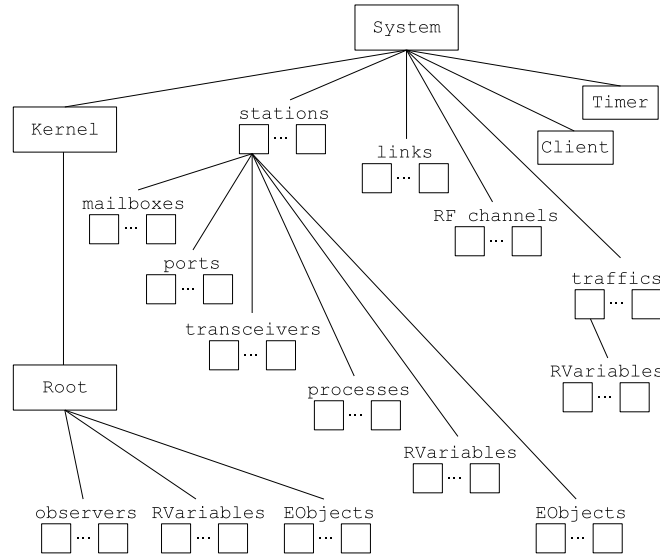 System
Timer
stations
Kernel
Client
links
mailboxes
RF channels
ports
traffics
transceivers
RVariables
Root
processes
RVariables
observers RVariables EObjects EObjects